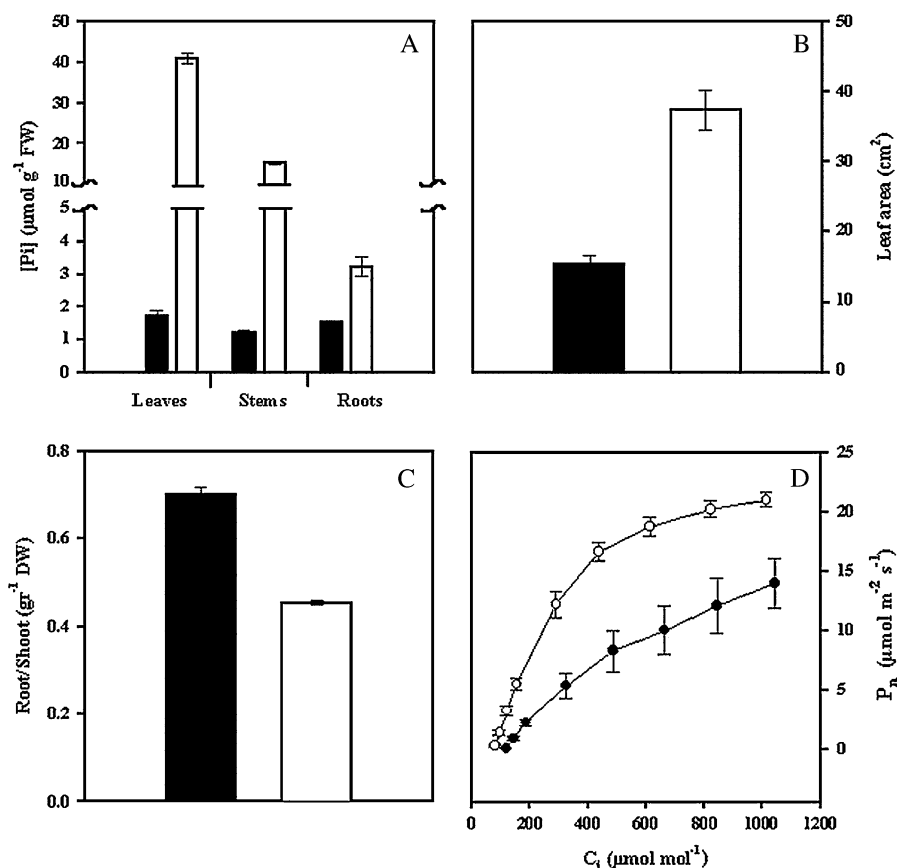 A
[Pi] (µmol g-1 FW)
50
40
30
20
10
5
4
3
2
1
0
Leaves Stems Roots
B
Leaf area (cm2)
50
40
30
20
10
0
C
Root/Shoot (gr-1 DW)
0.8
0.6
0.4
0.2
0.0
D
Pn (µmol m-2 s-1)
25
20
15
10
5
0
0 200 400 600 800 1000 1200
Ci (µmol mol-1)